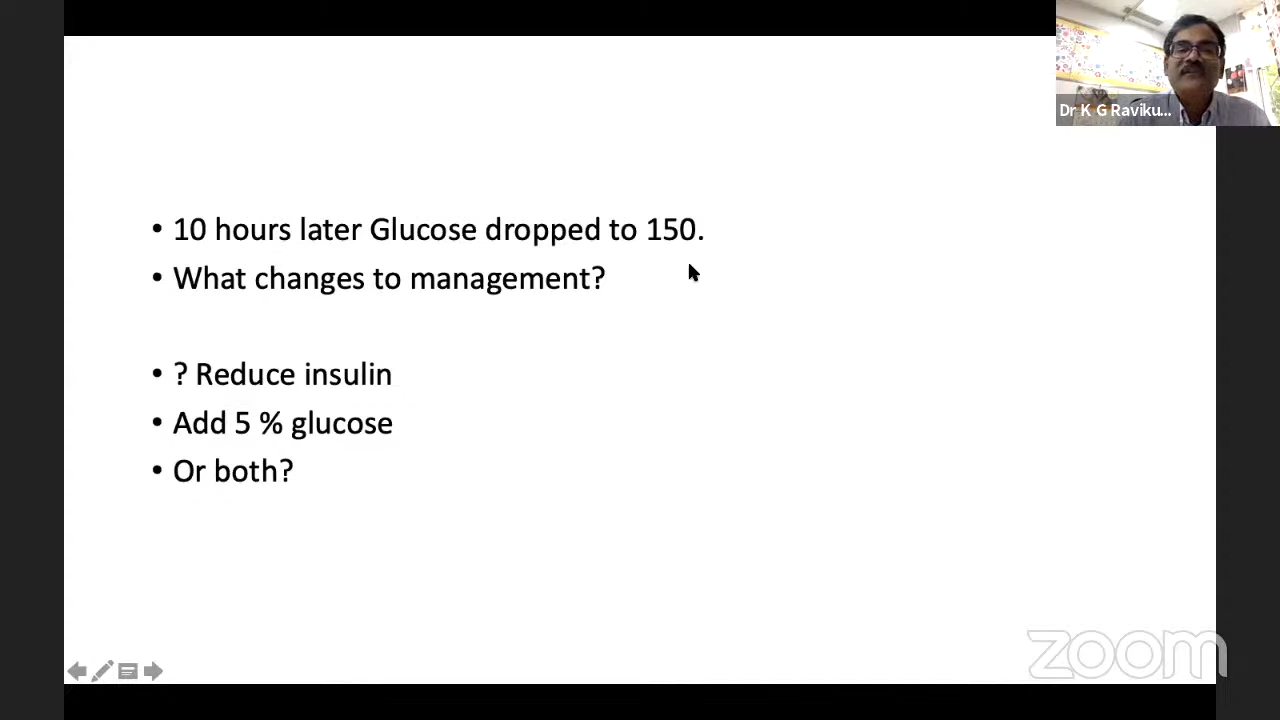 Dr K G Raviku...
• 10 hours later Glucose dropped to 150.
• What changes to management?
• ? Reduce insulin
• Add 5 % glucose
• Or both?
zoom